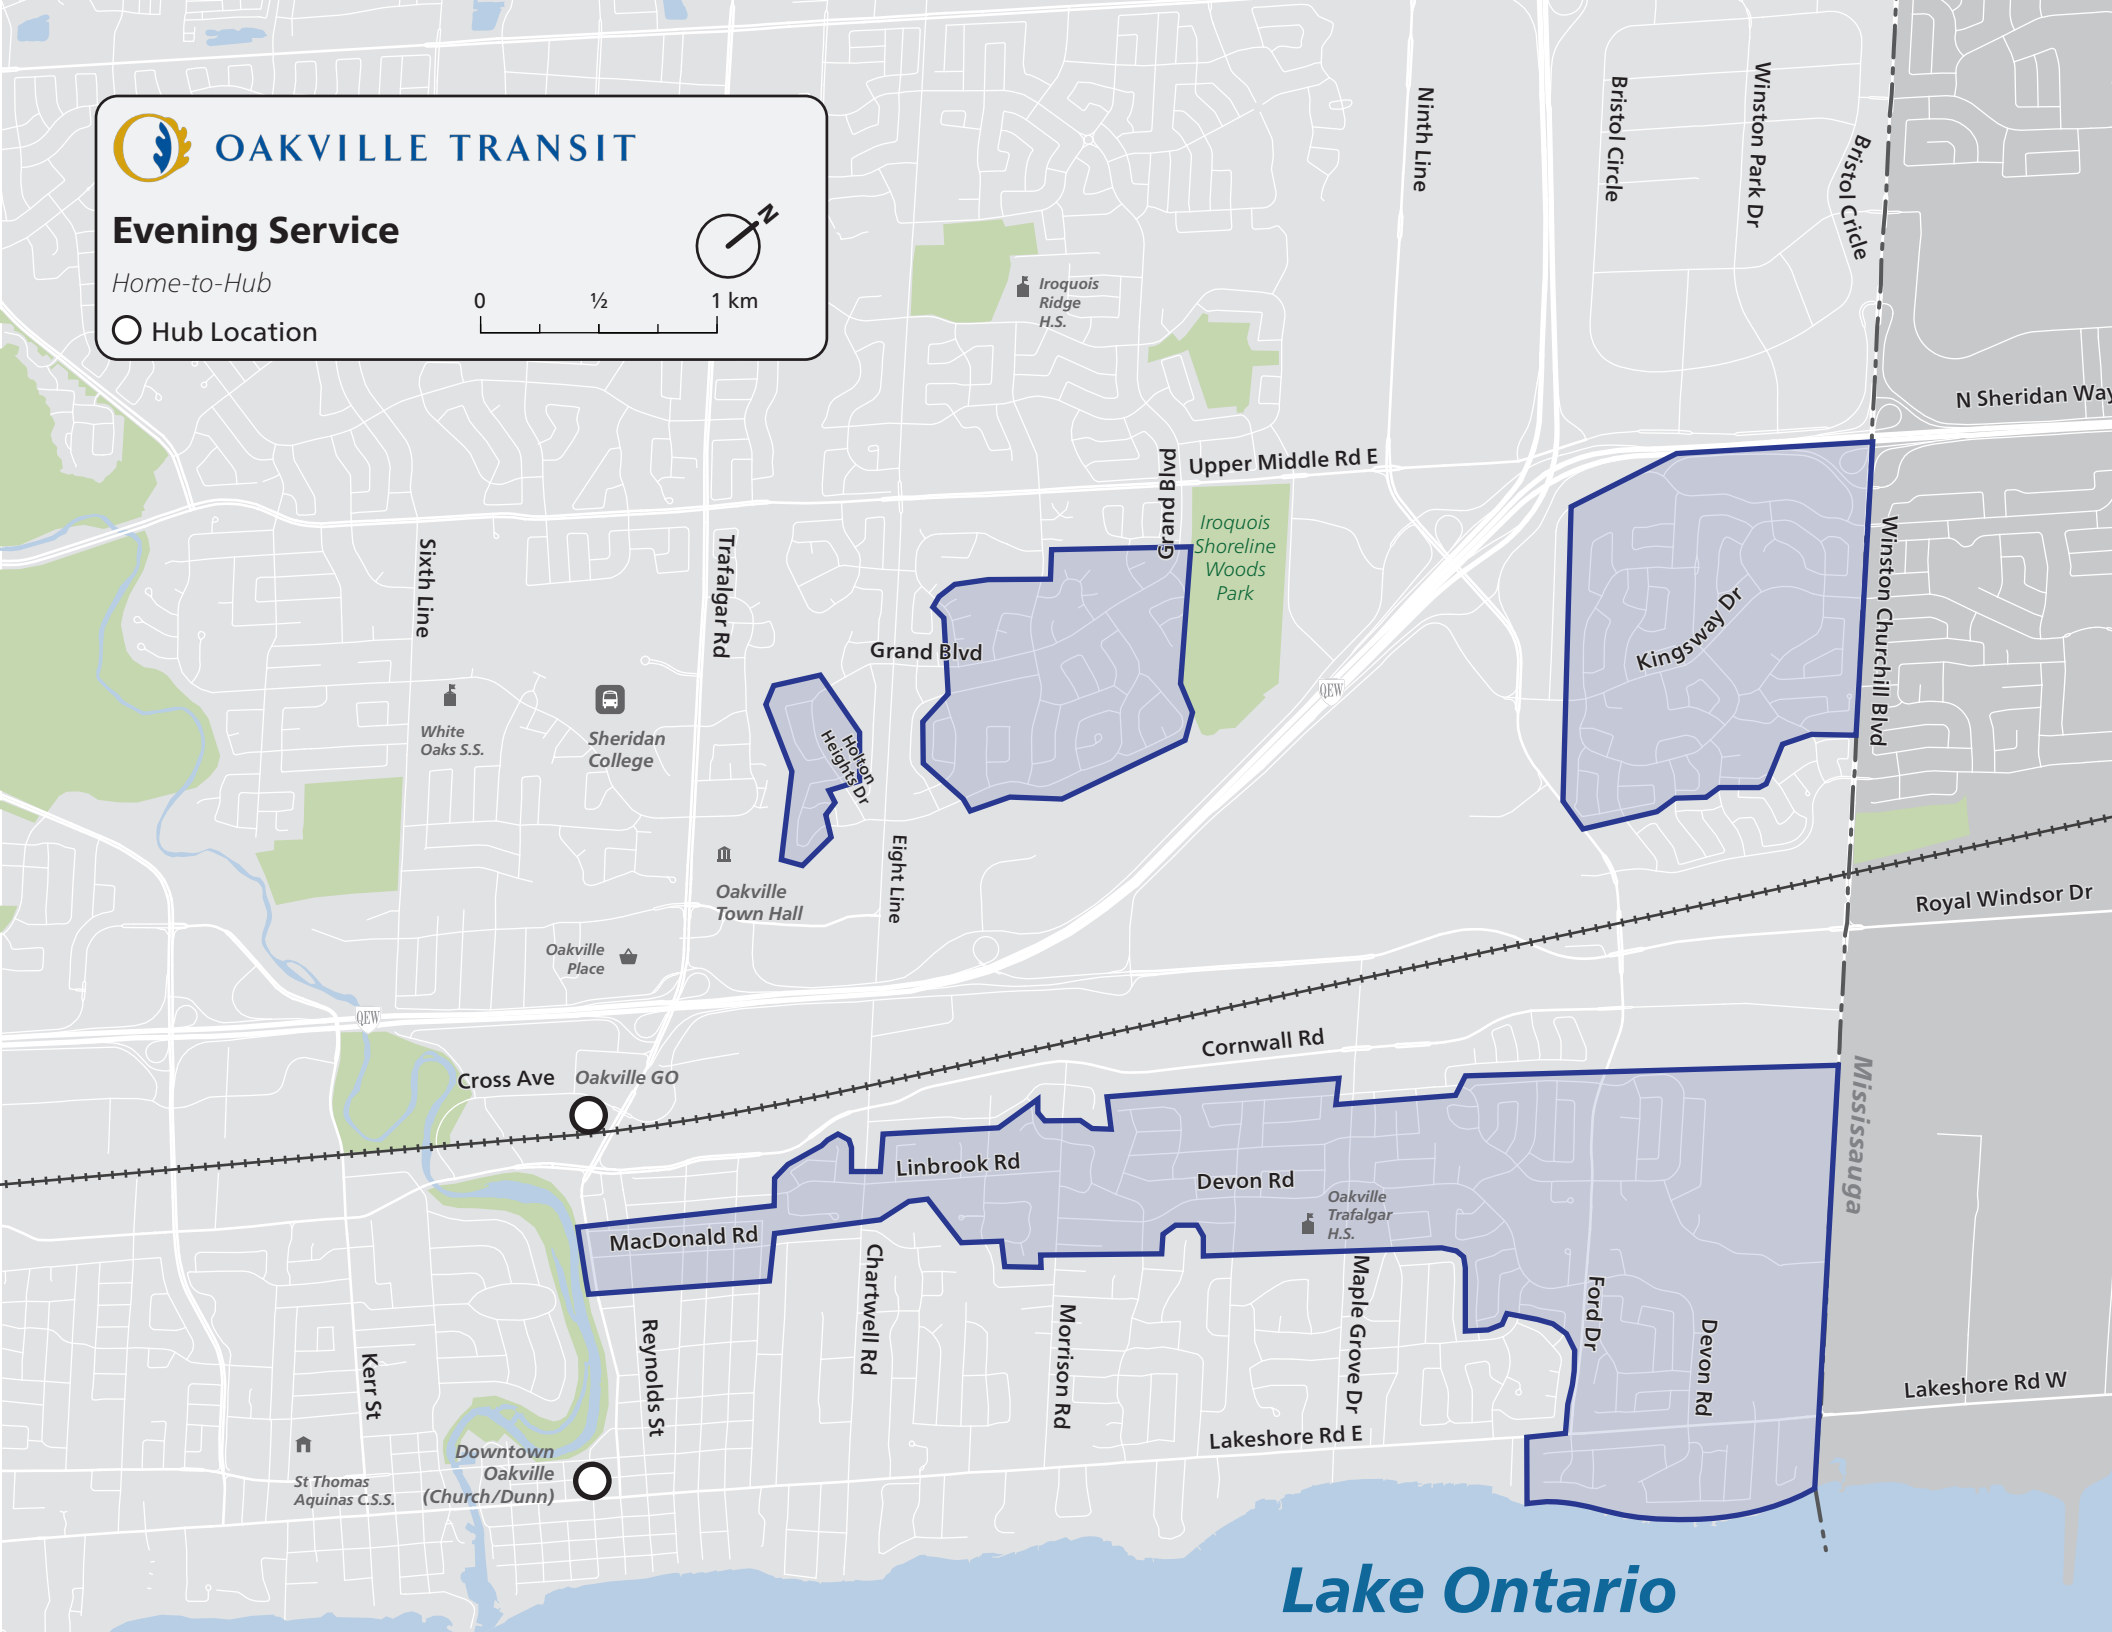 OAKVILLE TRANSIT
Evening Service
Home-to-Hub
Hub Location
N
0 ½ 1 km
Iroquois
Ridge
H.S.
Ninth Line
Bristol Circle
Winston Park Dr
Bristol Cricle
N Sheridan Way
Upper Middle Rd E
Grand Blvd
Iroquois
Shoreline
Woods
Park
Sixth Line
Trafalgar Rd
Grand Blvd
Kingsway Dr
Winston Churchill Blvd
QEW
White
Oaks S.S.
Sheridan
College
Holton
Heights Dr
Eight Line
Oakville
Town Hall
Oakville
Place
Royal Windsor Dr
QEW
Cornwall Rd
Cross Ave
Oakville GO
Mississauga
Linbrook Rd
Devon Rd
Oakville
Trafalgar
H.S.
MacDonald Rd
Chartwell Rd
Morrison Rd
Maple Grove Dr
Ford Dr
Devon Rd
Kerr St
Reynolds St
Lakeshore Rd W
Lakeshore Rd E
Downtown
Oakville
(Church/Dunn)
St Thomas
Aquinas C.S.S.
Lake Ontario